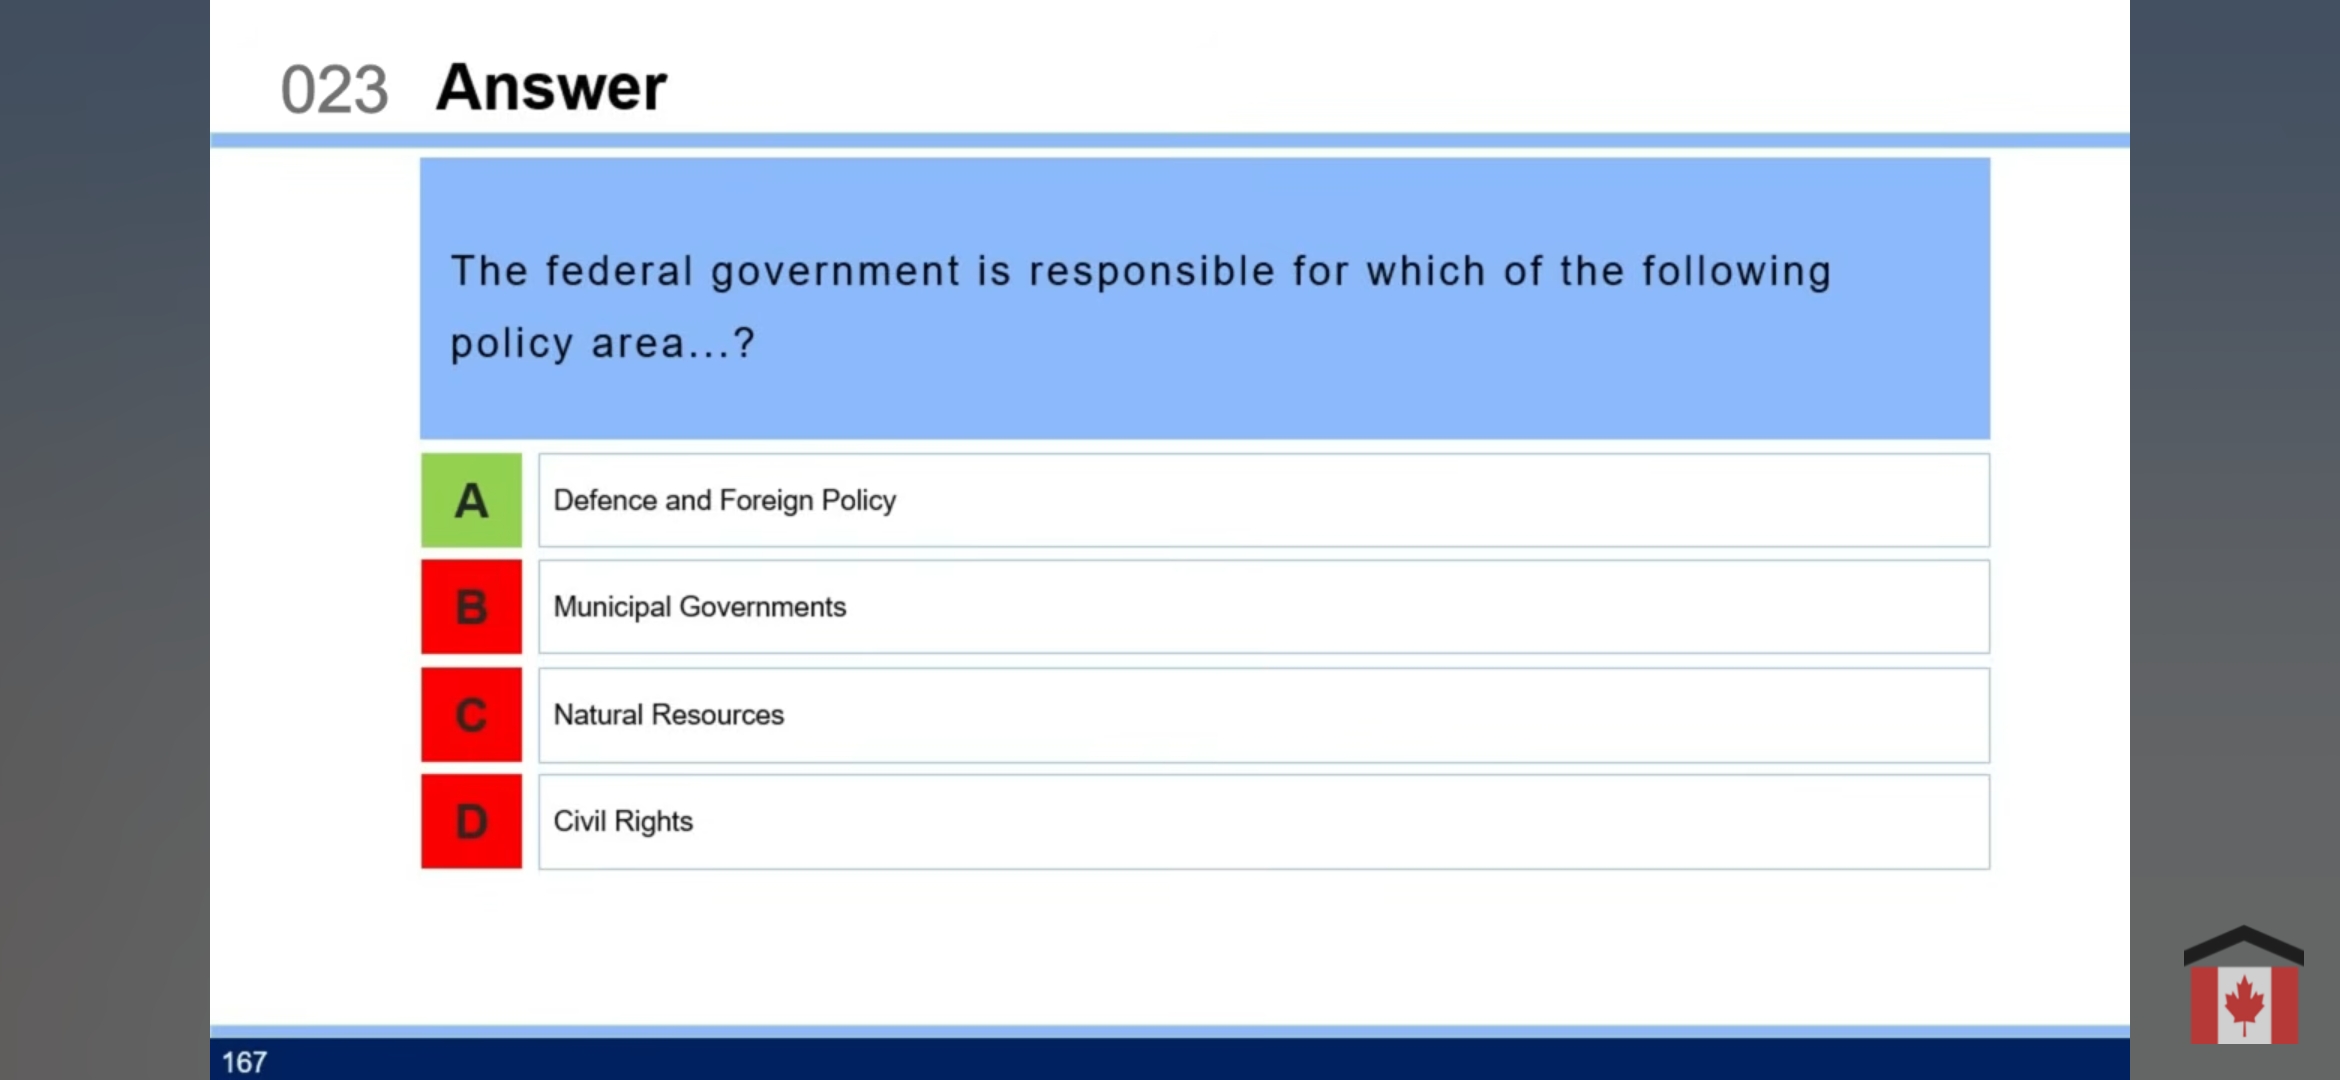 023 Answer
The federal government is responsible for which of the following
policy area...?
A Defence and Foreign Policy
B Municipal Governments
C Natural Resources
D Civil Rights
167